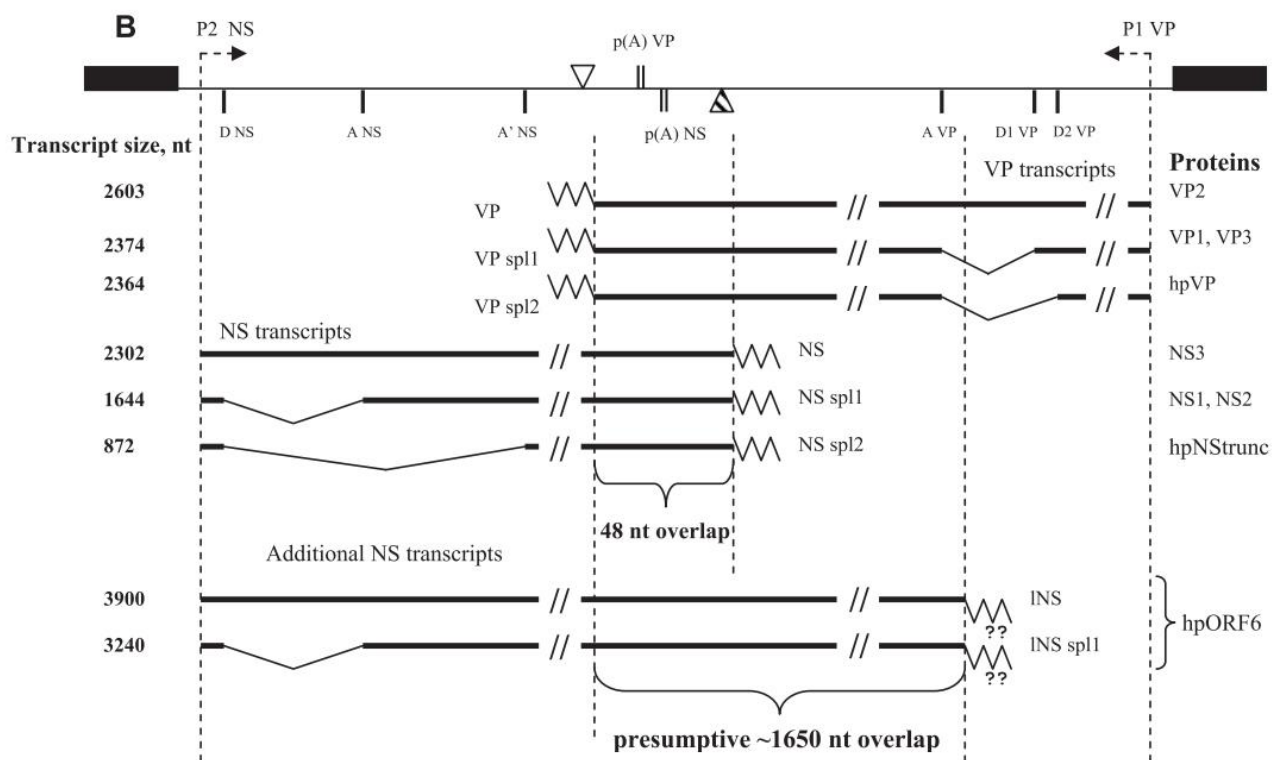 B
P2 NS
p(A) VP
P1 VP
D NS
A NS
A' NS
p(A) NS
A VP
D1 VP
D2 VP
Transcript size, nt
VP transcripts
Proteins
2603
VP
VP2
2374
VP spl1
VP1, VP3
2364
VP spl2
hpVP
NS transcripts
2302
NS
NS3
1644
NS spl1
NS1, NS2
872
NS spl2
hpNStrunc
48 nt overlap
Additional NS transcripts
3900
lNS
??
hpORF6
3240
lNS spl1
??
presumptive ~1650 nt overlap